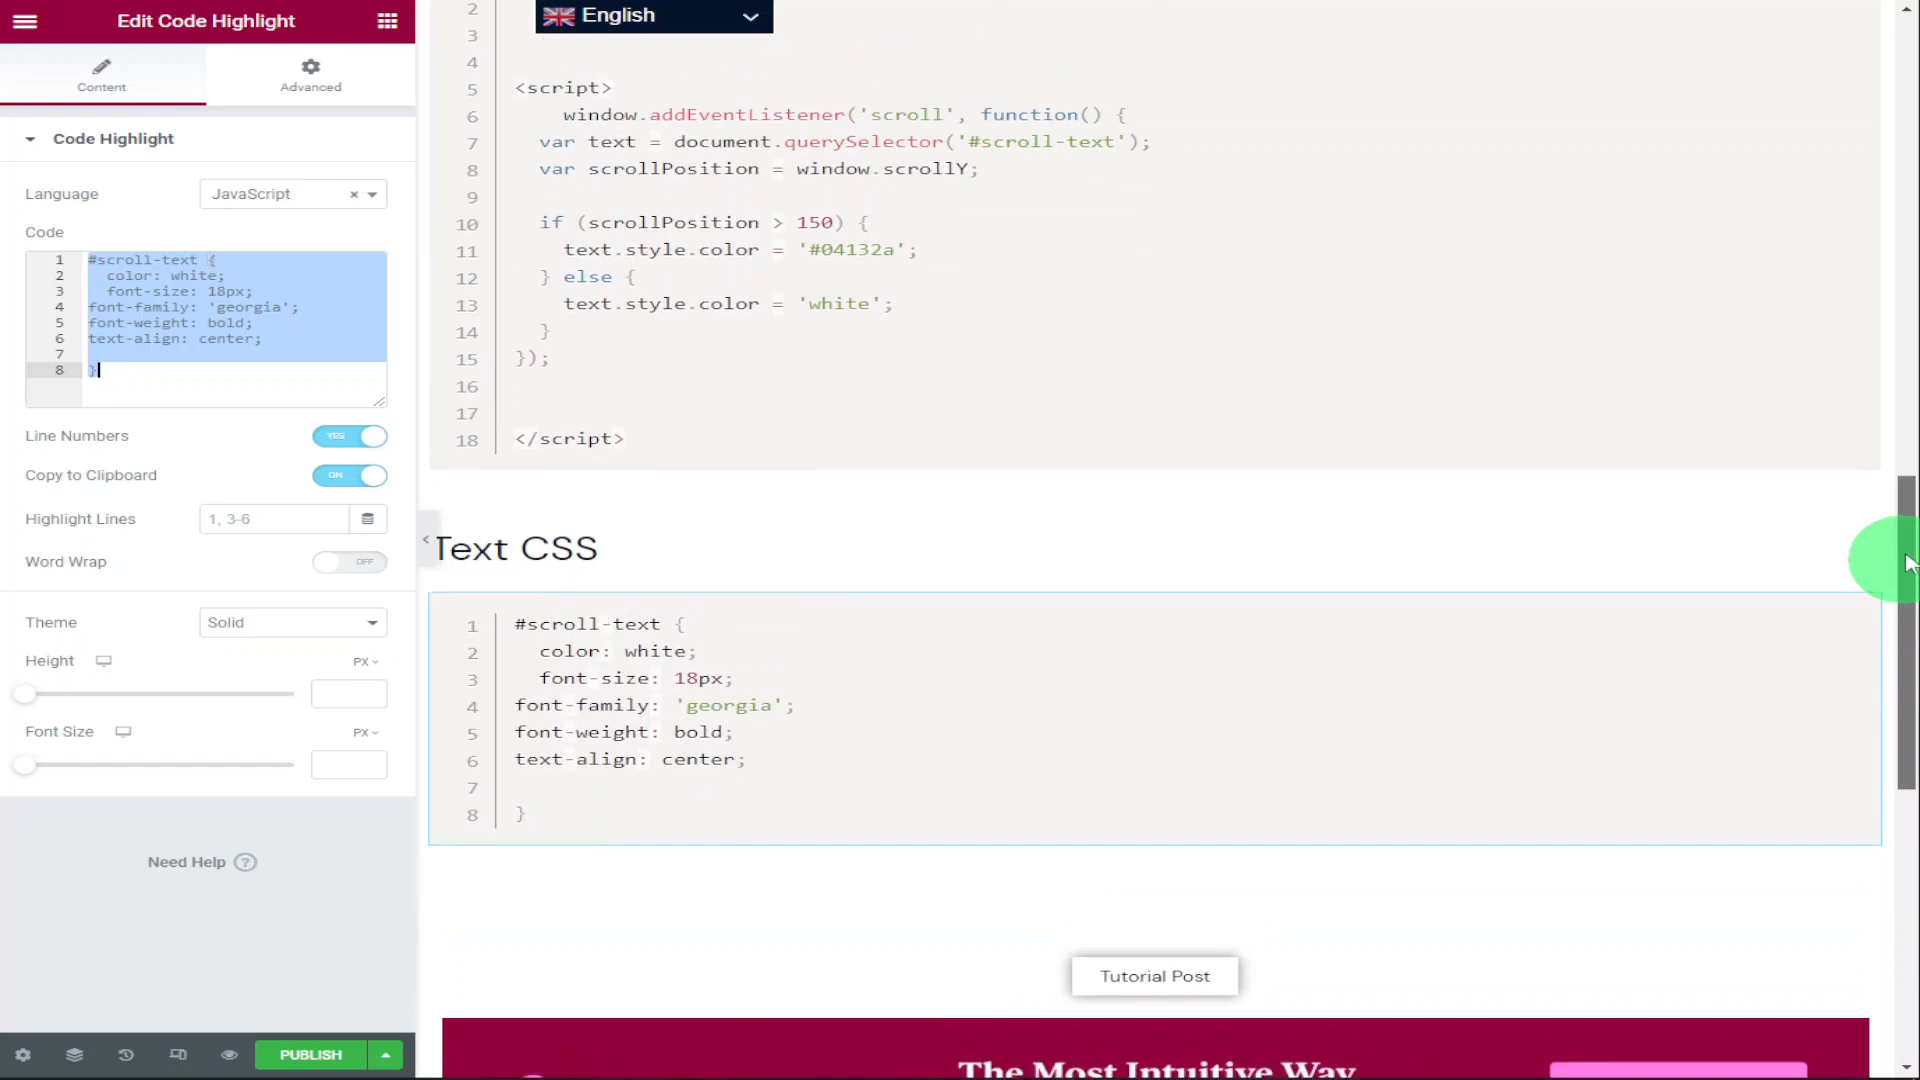 Edit Code Highlight
Content
Advanced
Code Highlight
Language
JavaScript
Code
1 #scroll-text {
2 color: white;
3 font-size: 18px;
4 font-family: 'georgia';
5 font-weight: bold;
6 text-align: center;
7
8 }
Line Numbers
YES
Copy to Clipboard
ON
Highlight Lines
1, 3-6
Word Wrap
OFF
Theme
Solid
Height
PX
Font Size
PX
Need Help ?
PUBLISH
English
2
3
4
5 <script>
6 window.addEventListener('scroll', function() {
7 var text = document.querySelector('#scroll-text');
8 var scrollPosition = window.scrollY;
9
10 if (scrollPosition > 150) {
11 text.style.color = '#04132a';
12 } else {
13 text.style.color = 'white';
14 }
15 });
16
17
18 </script>
Text CSS
1 #scroll-text {
2 color: white;
3 font-size: 18px;
4 font-family: 'georgia';
5 font-weight: bold;
6 text-align: center;
7
8 }
Tutorial Post
The Most Intuitive Way